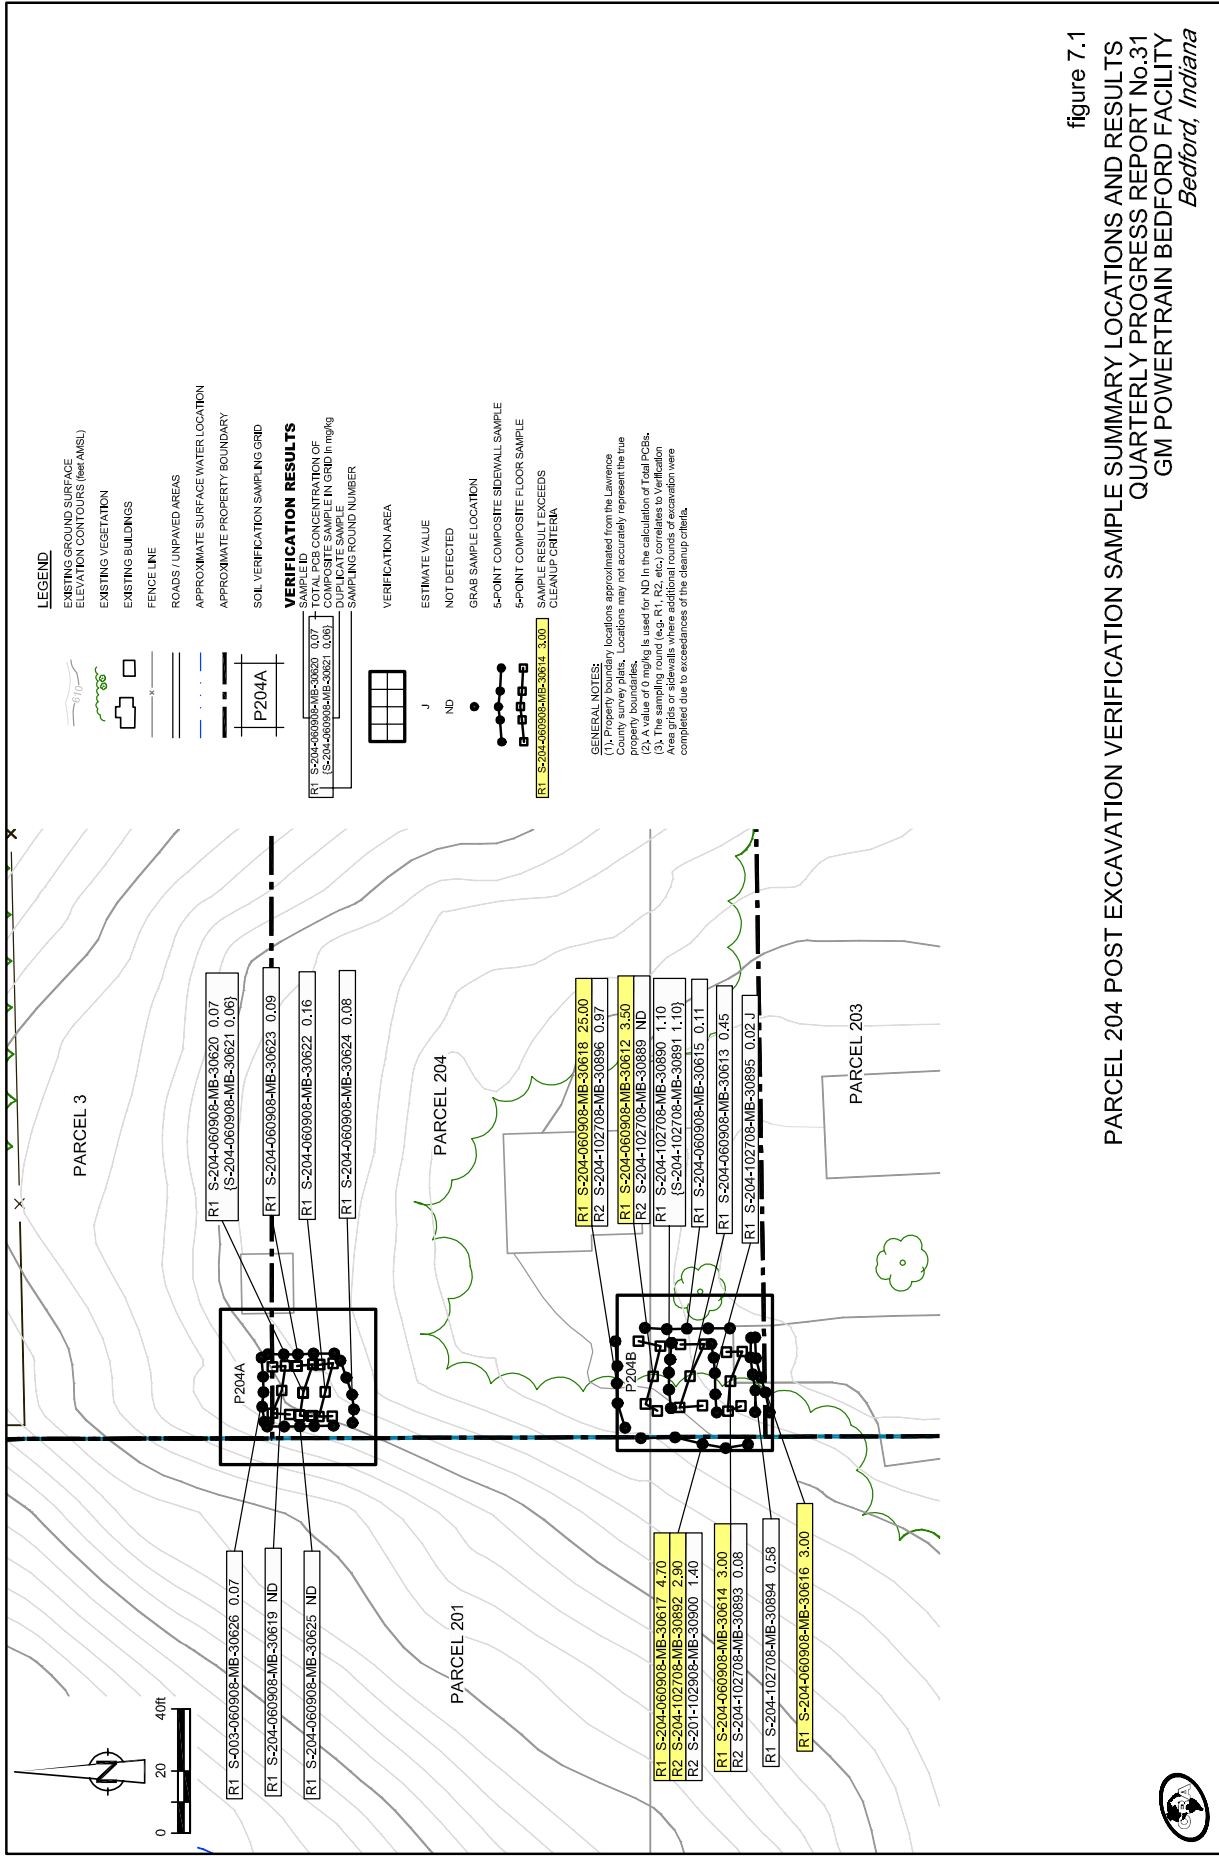 LEGEND
EXISTING GROUND SURFACE
ELEVATION CONTOURS (feet AMSL)
610
EXISTING VEGETATION
EXISTING BUILDINGS
FENCE LINE
x
ROADS / UNPAVED AREAS
APPROXIMATE SURFACE WATER LOCATION
APPROXIMATE PROPERTY BOUNDARY
P204A
SOIL VERIFICATION SAMPLING GRID
VERIFICATION RESULTS
R1 S-204-060908-MB-30620 0.07
{S-204-060908-MB-30621 0.06}
SAMPLE ID
TOTAL PCB CONCENTRATION OF
COMPOSITE SAMPLE IN GRID in mg/kg
DUPLICATE SAMPLE
SAMPLING ROUND NUMBER
VERIFICATION AREA
J ESTIMATE VALUE
ND NOT DETECTED
GRAB SAMPLE LOCATION
5-POINT COMPOSITE SIDEWALL SAMPLE
5-POINT COMPOSITE FLOOR SAMPLE
R1 S-204-060908-MB-30614 3.00
SAMPLE RESULT EXCEEDS
CLEANUP CRITERIA
GENERAL NOTES:
(1). Property boundary locations approximated from the Lawrence
County survey plats. Locations may not accurately represent the true
property boundaries.
(2). A value of 0 mg/kg is used for ND in the calculation of Total PCBs.
(3). The sampling round (e.g. R1, R2, etc.) correlates to Verification
Area grids or sidewalls where additional rounds of excavation were
completed due to exceedances of the cleanup criteria.
N
0 20 40ft
PARCEL 3
PARCEL 204
PARCEL 201
PARCEL 203
P204A
P204B
R1 S-003-060908-MB-30626 0.07
R1 S-204-060908-MB-30619 ND
R1 S-204-060908-MB-30625 ND
R1 S-204-060908-MB-30620 0.07
{S-204-060908-MB-30621 0.06}
R1 S-204-060908-MB-30623 0.09
R1 S-204-060908-MB-30622 0.16
R1 S-204-060908-MB-30624 0.08
R1 S-204-060908-MB-30618 25.00
R2 S-204-102708-MB-30896 0.97
R1 S-204-060908-MB-30612 3.50
R2 S-204-102708-MB-30889 ND
R1 S-204-102708-MB-30890 1.10
{S-204-102708-MB-30891 1.10}
R1 S-204-060908-MB-30615 0.11
R1 S-204-060908-MB-30613 0.45
R1 S-204-102708-MB-30895 0.02 J
R1 S-204-060908-MB-30617 4.70
R2 S-204-102708-MB-30892 2.90
R2 S-201-102908-MB-30900 1.40
R1 S-204-060908-MB-30614 3.00
R2 S-204-102708-MB-30893 0.08
R1 S-204-102708-MB-30894 0.58
R1 S-204-060908-MB-30616 3.00
figure 7.1
PARCEL 204 POST EXCAVATION VERIFICATION SAMPLE SUMMARY LOCATIONS AND RESULTS
QUARTERLY PROGRESS REPORT No.31
GM POWERTRAIN BEDFORD FACILITY
Bedford, Indiana